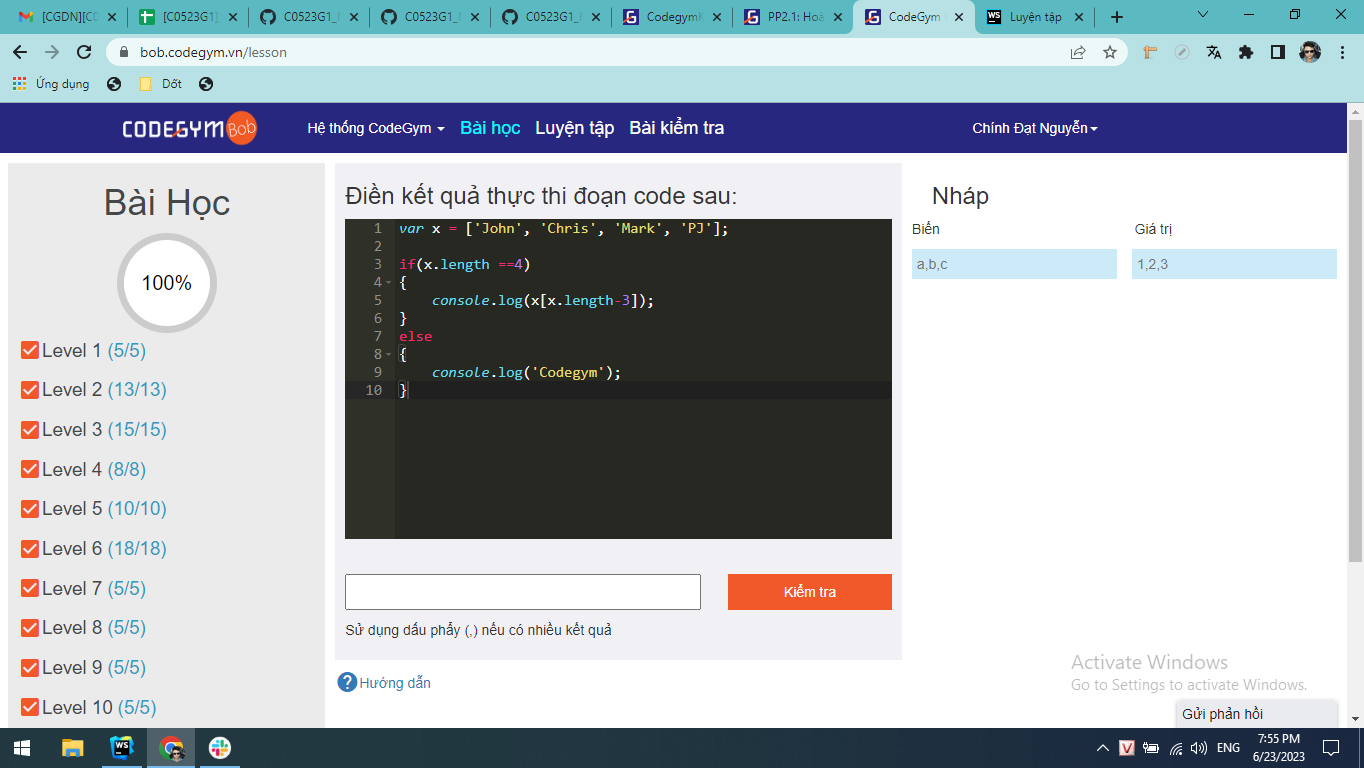 [CGDN][C
[C0523G1]
C0523G1_
C0523G1_
C0523G1_
Codegym
PP2.1: Hoà
CodeGym
Luyện tập
bob.codegym.vn/lesson
Ứng dụng
Dốt
CODEGYM Bob
Hệ thống CodeGym
Bài học
Luyện tập
Bài kiểm tra
Chính Đạt Nguyễn
Bài Học
100%
Level 1 (5/5)
Level 2 (13/13)
Level 3 (15/15)
Level 4 (8/8)
Level 5 (10/10)
Level 6 (18/18)
Level 7 (5/5)
Level 8 (5/5)
Level 9 (5/5)
Level 10 (5/5)
Điền kết quả thực thi đoạn code sau:
1 var x = ['John', 'Chris', 'Mark', 'PJ'];
2
3 if(x.length ==4)
4 {
5 console.log(x[x.length-3]);
6 }
7 else
8 {
9 console.log('Codegym');
10 }
Kiểm tra
Sử dụng dấu phẩy (,) nếu có nhiều kết quả
Hướng dẫn
Nháp
Biến Giá trị
a,b,c 1,2,3
Activate Windows
Go to Settings to activate Windows.
Gửi phản hồi
WS
V
ENG
7:55 PM
6/23/2023